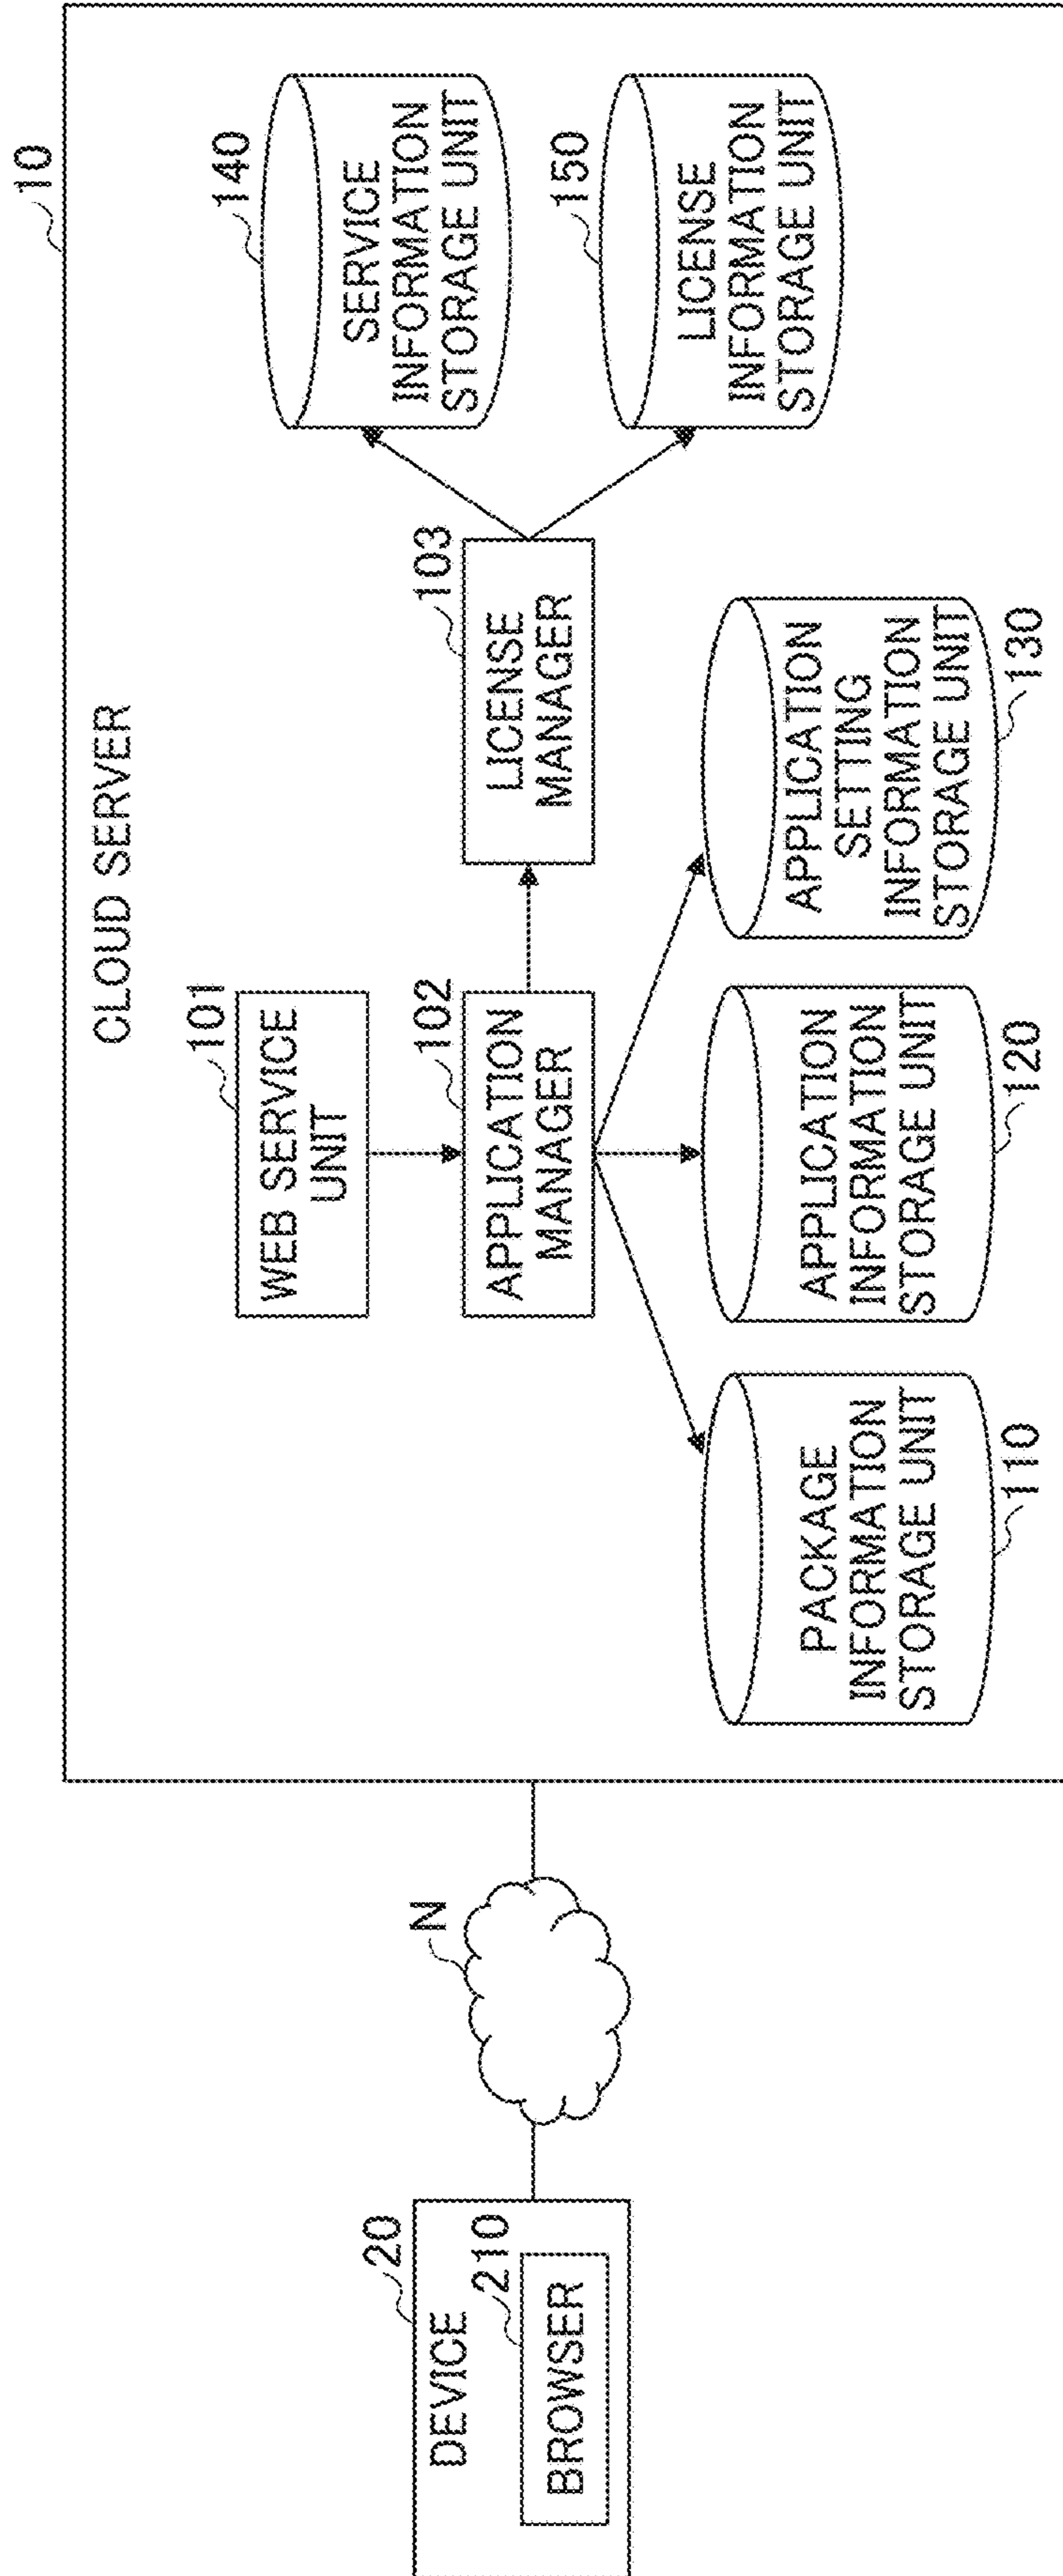 10
CLOUD SERVER
101
WEB SERVICE
UNIT
102
APPLICATION
MANAGER
103
LICENSE
MANAGER
140
SERVICE
INFORMATION
STORAGE UNIT
150
LICENSE
INFORMATION
STORAGE UNIT
PACKAGE
INFORMATION
STORAGE UNIT
110
APPLICATION
INFORMATION
STORAGE UNIT
120
APPLICATION
SETTING
INFORMATION
STORAGE UNIT
130
N
20
DEVICE
210
BROWSER